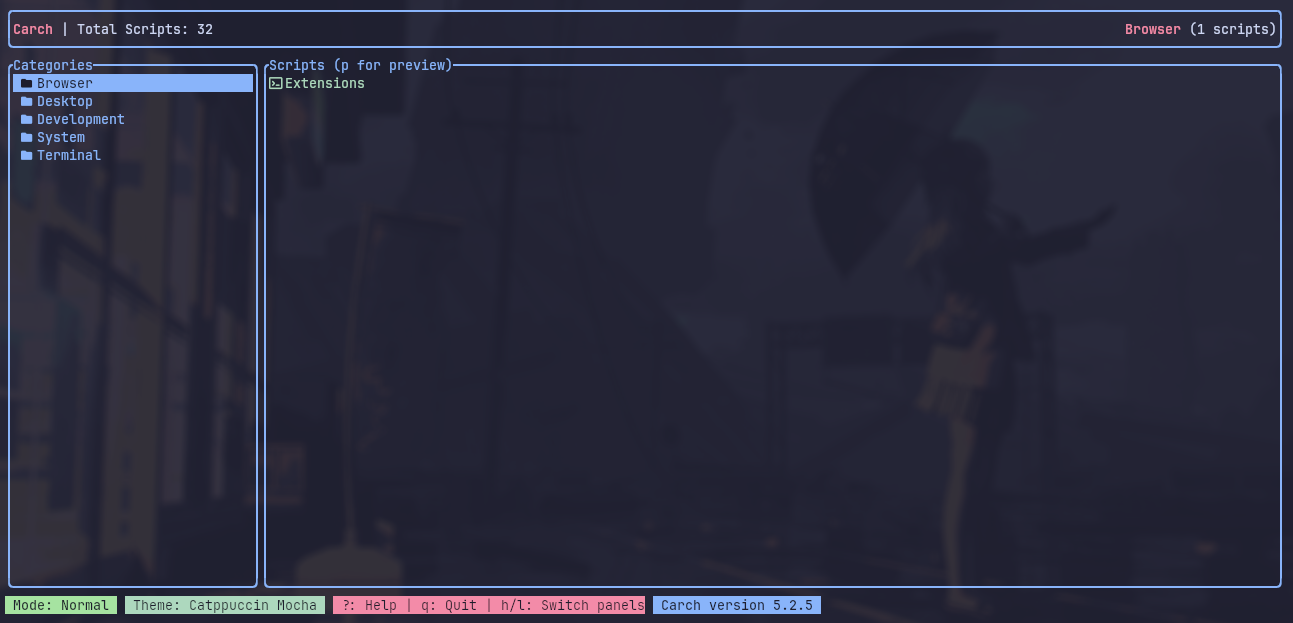 Carch | Total Scripts: 32 Browser (1 scripts)
Categories
Browser
Desktop
Development
System
Terminal
Scripts (p for preview)
Extensions
Mode: Normal Theme: Catppuccin Mocha ?: Help | q: Quit | h/l: Switch panels Carch version 5.2.5